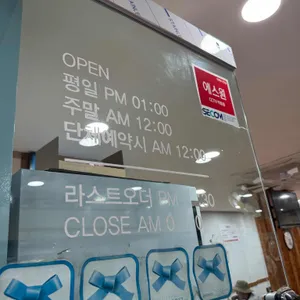 OPEN
평일 PM 01:00
주말 AM 12:00
단체예약시 AM 12:00
에스원
SECOM
라스트오더 PM
CLOSE AM